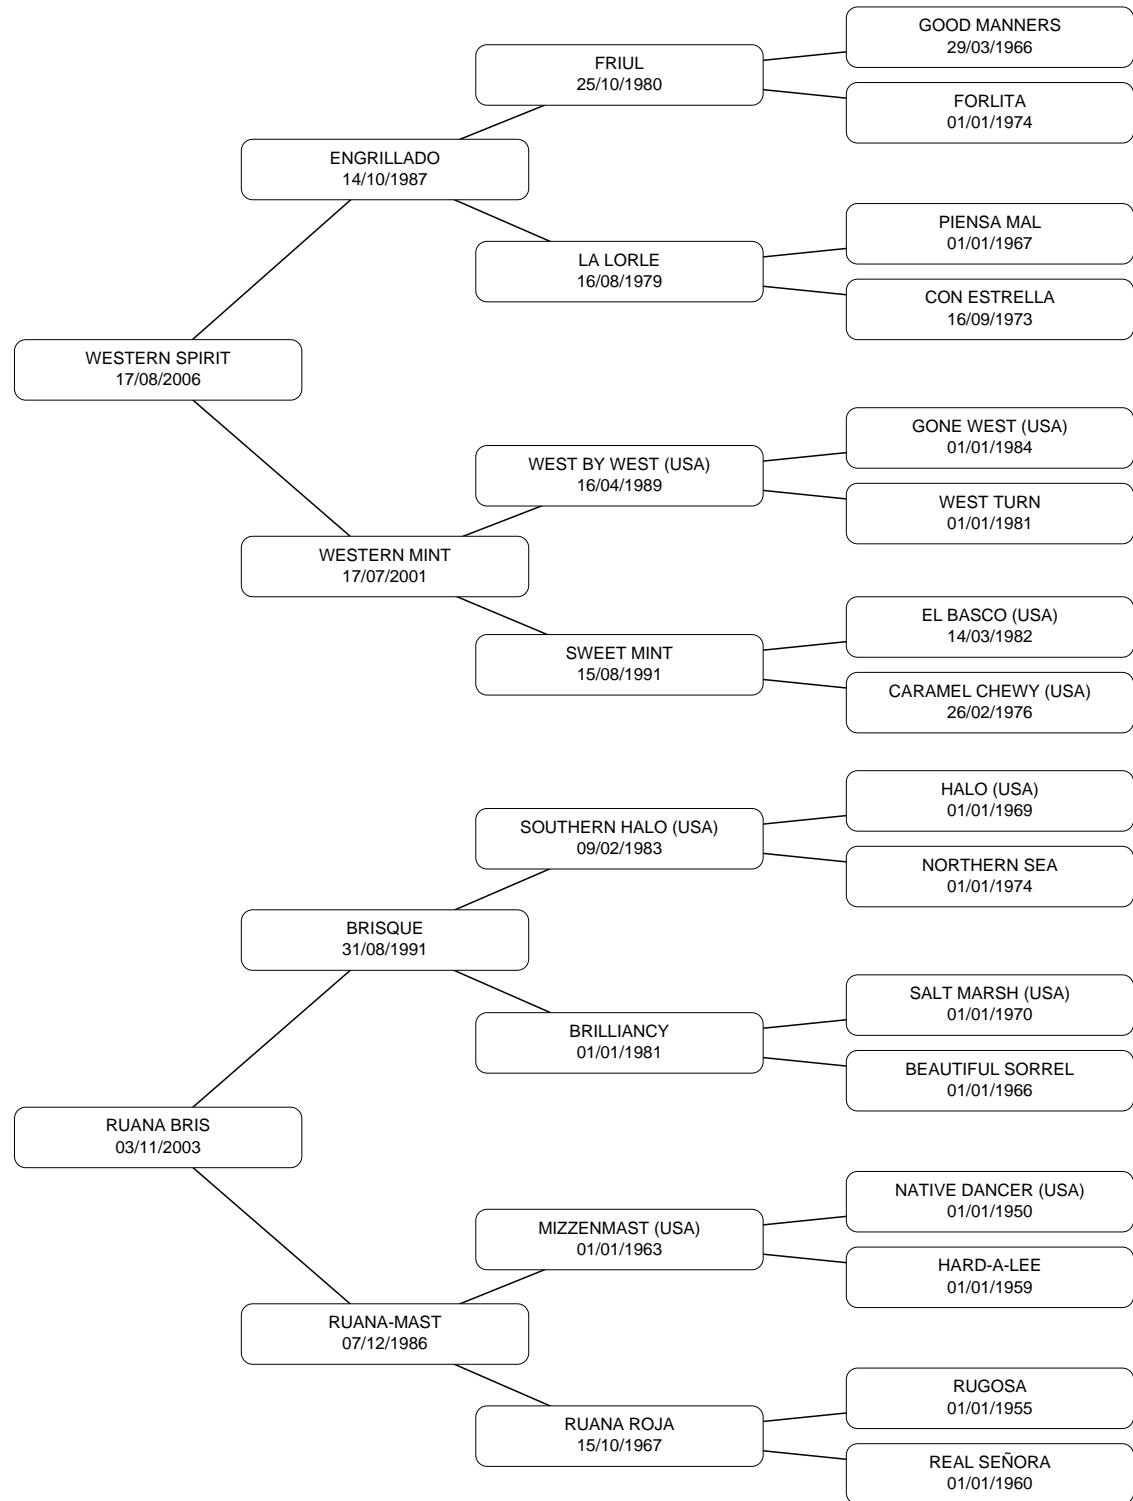 GOOD MANNERS
29/03/1966
FRIUL
25/10/1980
FORLITA
01/01/1974
ENGRILLADO
14/10/1987
PIENSA MAL
01/01/1967
LA LORLE
16/08/1979
CON ESTRELLA
16/09/1973
WESTERN SPIRIT
17/08/2006
GONE WEST (USA)
01/01/1984
WEST BY WEST (USA)
16/04/1989
WEST TURN
01/01/1981
WESTERN MINT
17/07/2001
EL BASCO (USA)
14/03/1982
SWEET MINT
15/08/1991
CARAMEL CHEWY (USA)
26/02/1976
HALO (USA)
01/01/1969
SOUTHERN HALO (USA)
09/02/1983
NORTHERN SEA
01/01/1974
BRISQUE
31/08/1991
SALT MARSH (USA)
01/01/1970
BRILLIANCY
01/01/1981
BEAUTIFUL SORREL
01/01/1966
RUANA BRIS
03/11/2003
NATIVE DANCER (USA)
01/01/1950
MIZZENMAST (USA)
01/01/1963
HARD-A-LEE
01/01/1959
RUANA-MAST
07/12/1986
RUGOSA
01/01/1955
RUANA ROJA
15/10/1967
REAL SEÑORA
01/01/1960